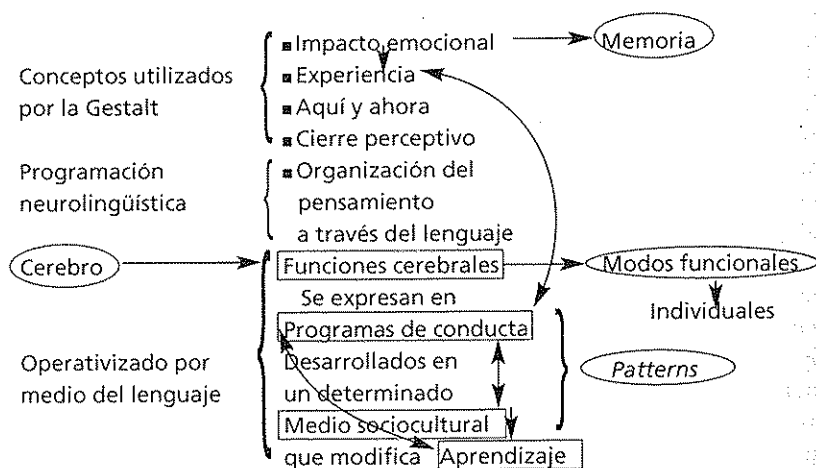 Impacto emocional
Memoria
Conceptos utilizados
por la Gestalt
Experiencia
Aquí y ahora
Cierre perceptivo
Programación
neurolingüística
Organización del
pensamiento
a través del lenguaje
Cerebro
Funciones cerebrales
Modos funcionales
Se expresan en
Individuales
Programas de conducta
Operativizado por
medio del lenguaje
Desarrollados en
un determinado
Patterns
Medio sociocultural
que modifica Aprendizaje